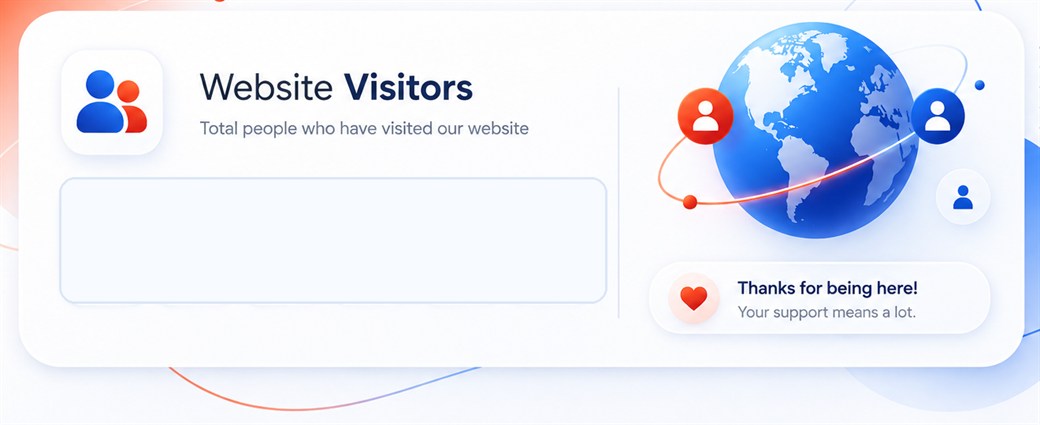 Website Visitors
Total people who have visited our website
Thanks for being here!
Your support means a lot.